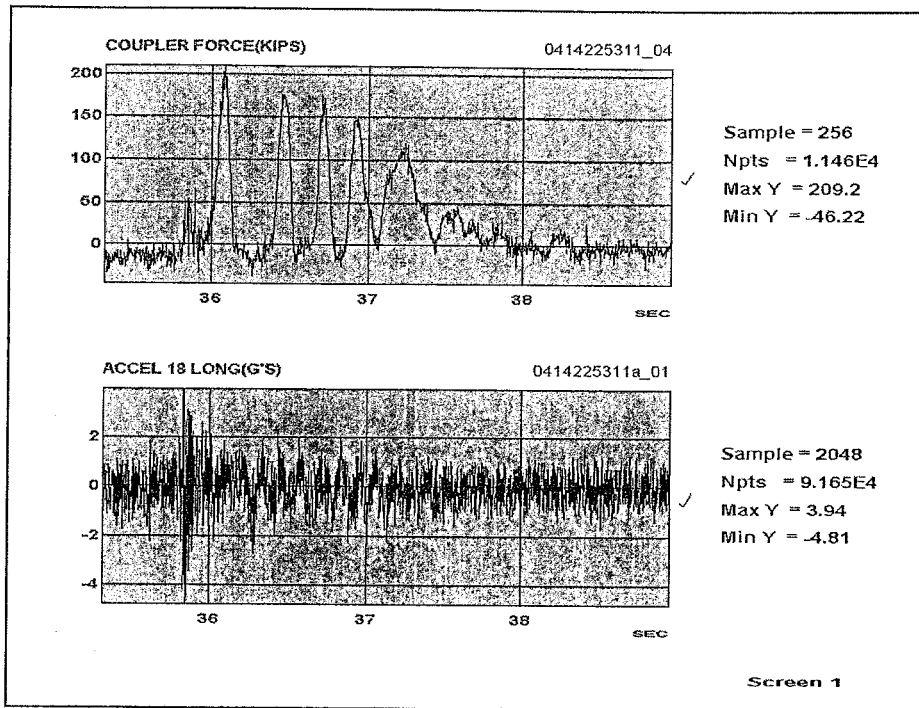 COUPLER FORCE(KIPS) 0414225311_04
200
150
100
50
0
36 37 38
SEC
Sample = 256
Npts = 1.146E4
Max Y = 209.2
Min Y = -46.22
ACCEL 18 LONG(G'S) 0414225311a_01
2
0
-2
-4
36 37 38
SEC
Sample = 2048
Npts = 9.165E4
Max Y = 3.94
Min Y = -4.81
Screen 1